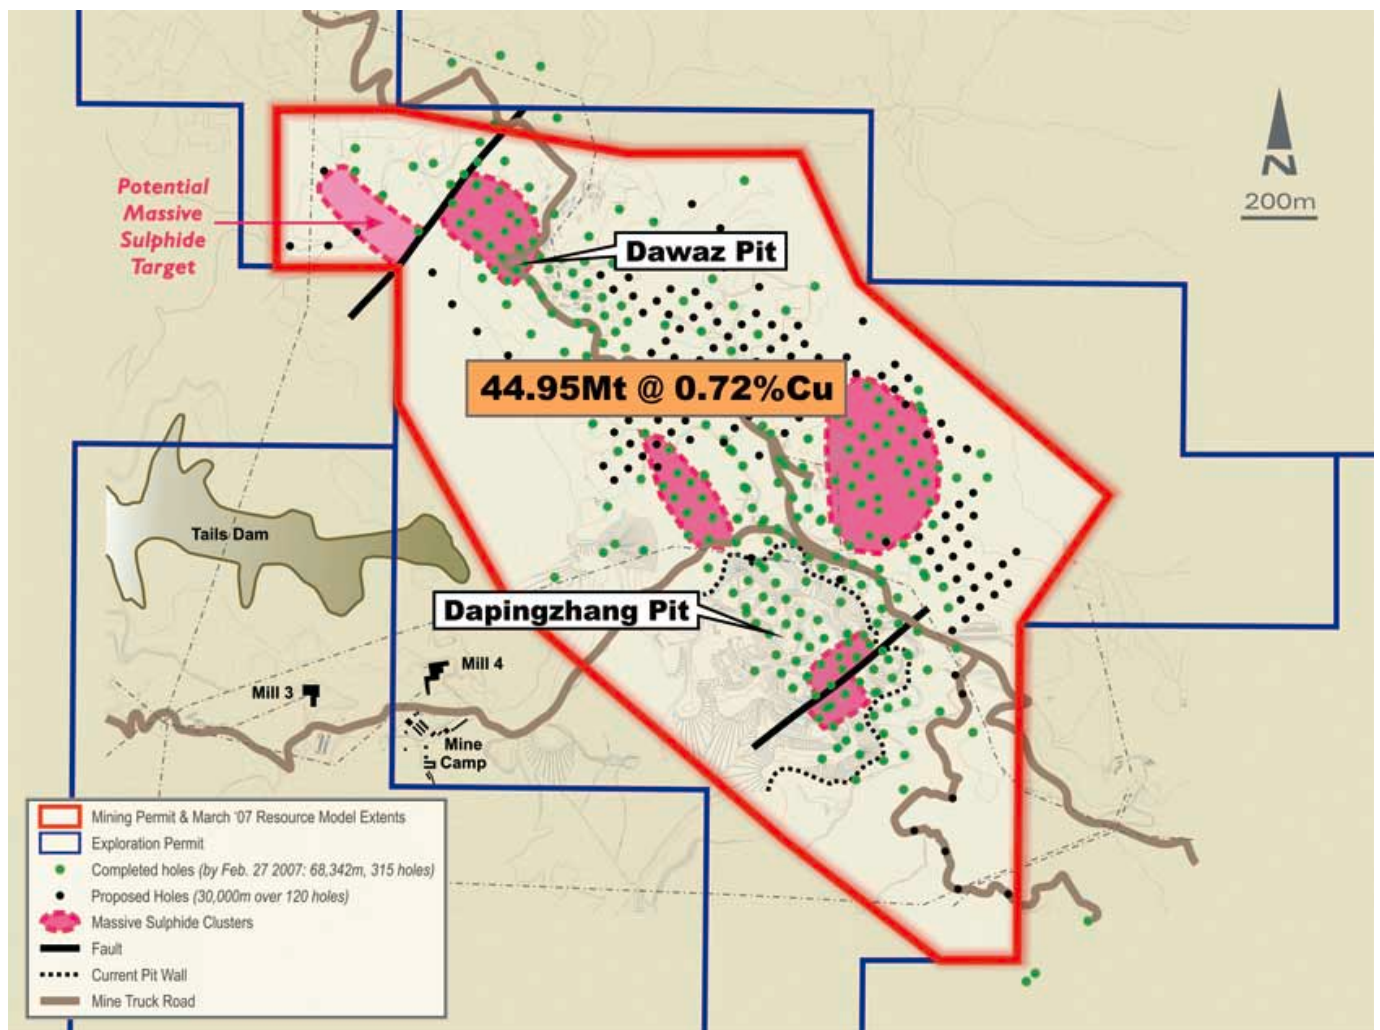 Potential
Massive
Sulphide
Target
N
200m
Dawaz Pit
44.95Mt @ 0.72%Cu
Tails Dam
Dapingzhang Pit
Mill 4
Mill 3
Mine
Camp
Mining Permit & March '07 Resource Model Extents
Exploration Permit
Completed holes (by Feb. 27 2007: 68,342m, 315 holes)
Proposed Holes (30,000m over 120 holes)
Massive Sulphide Clusters
Fault
Current Pit Wall
Mine Truck Road